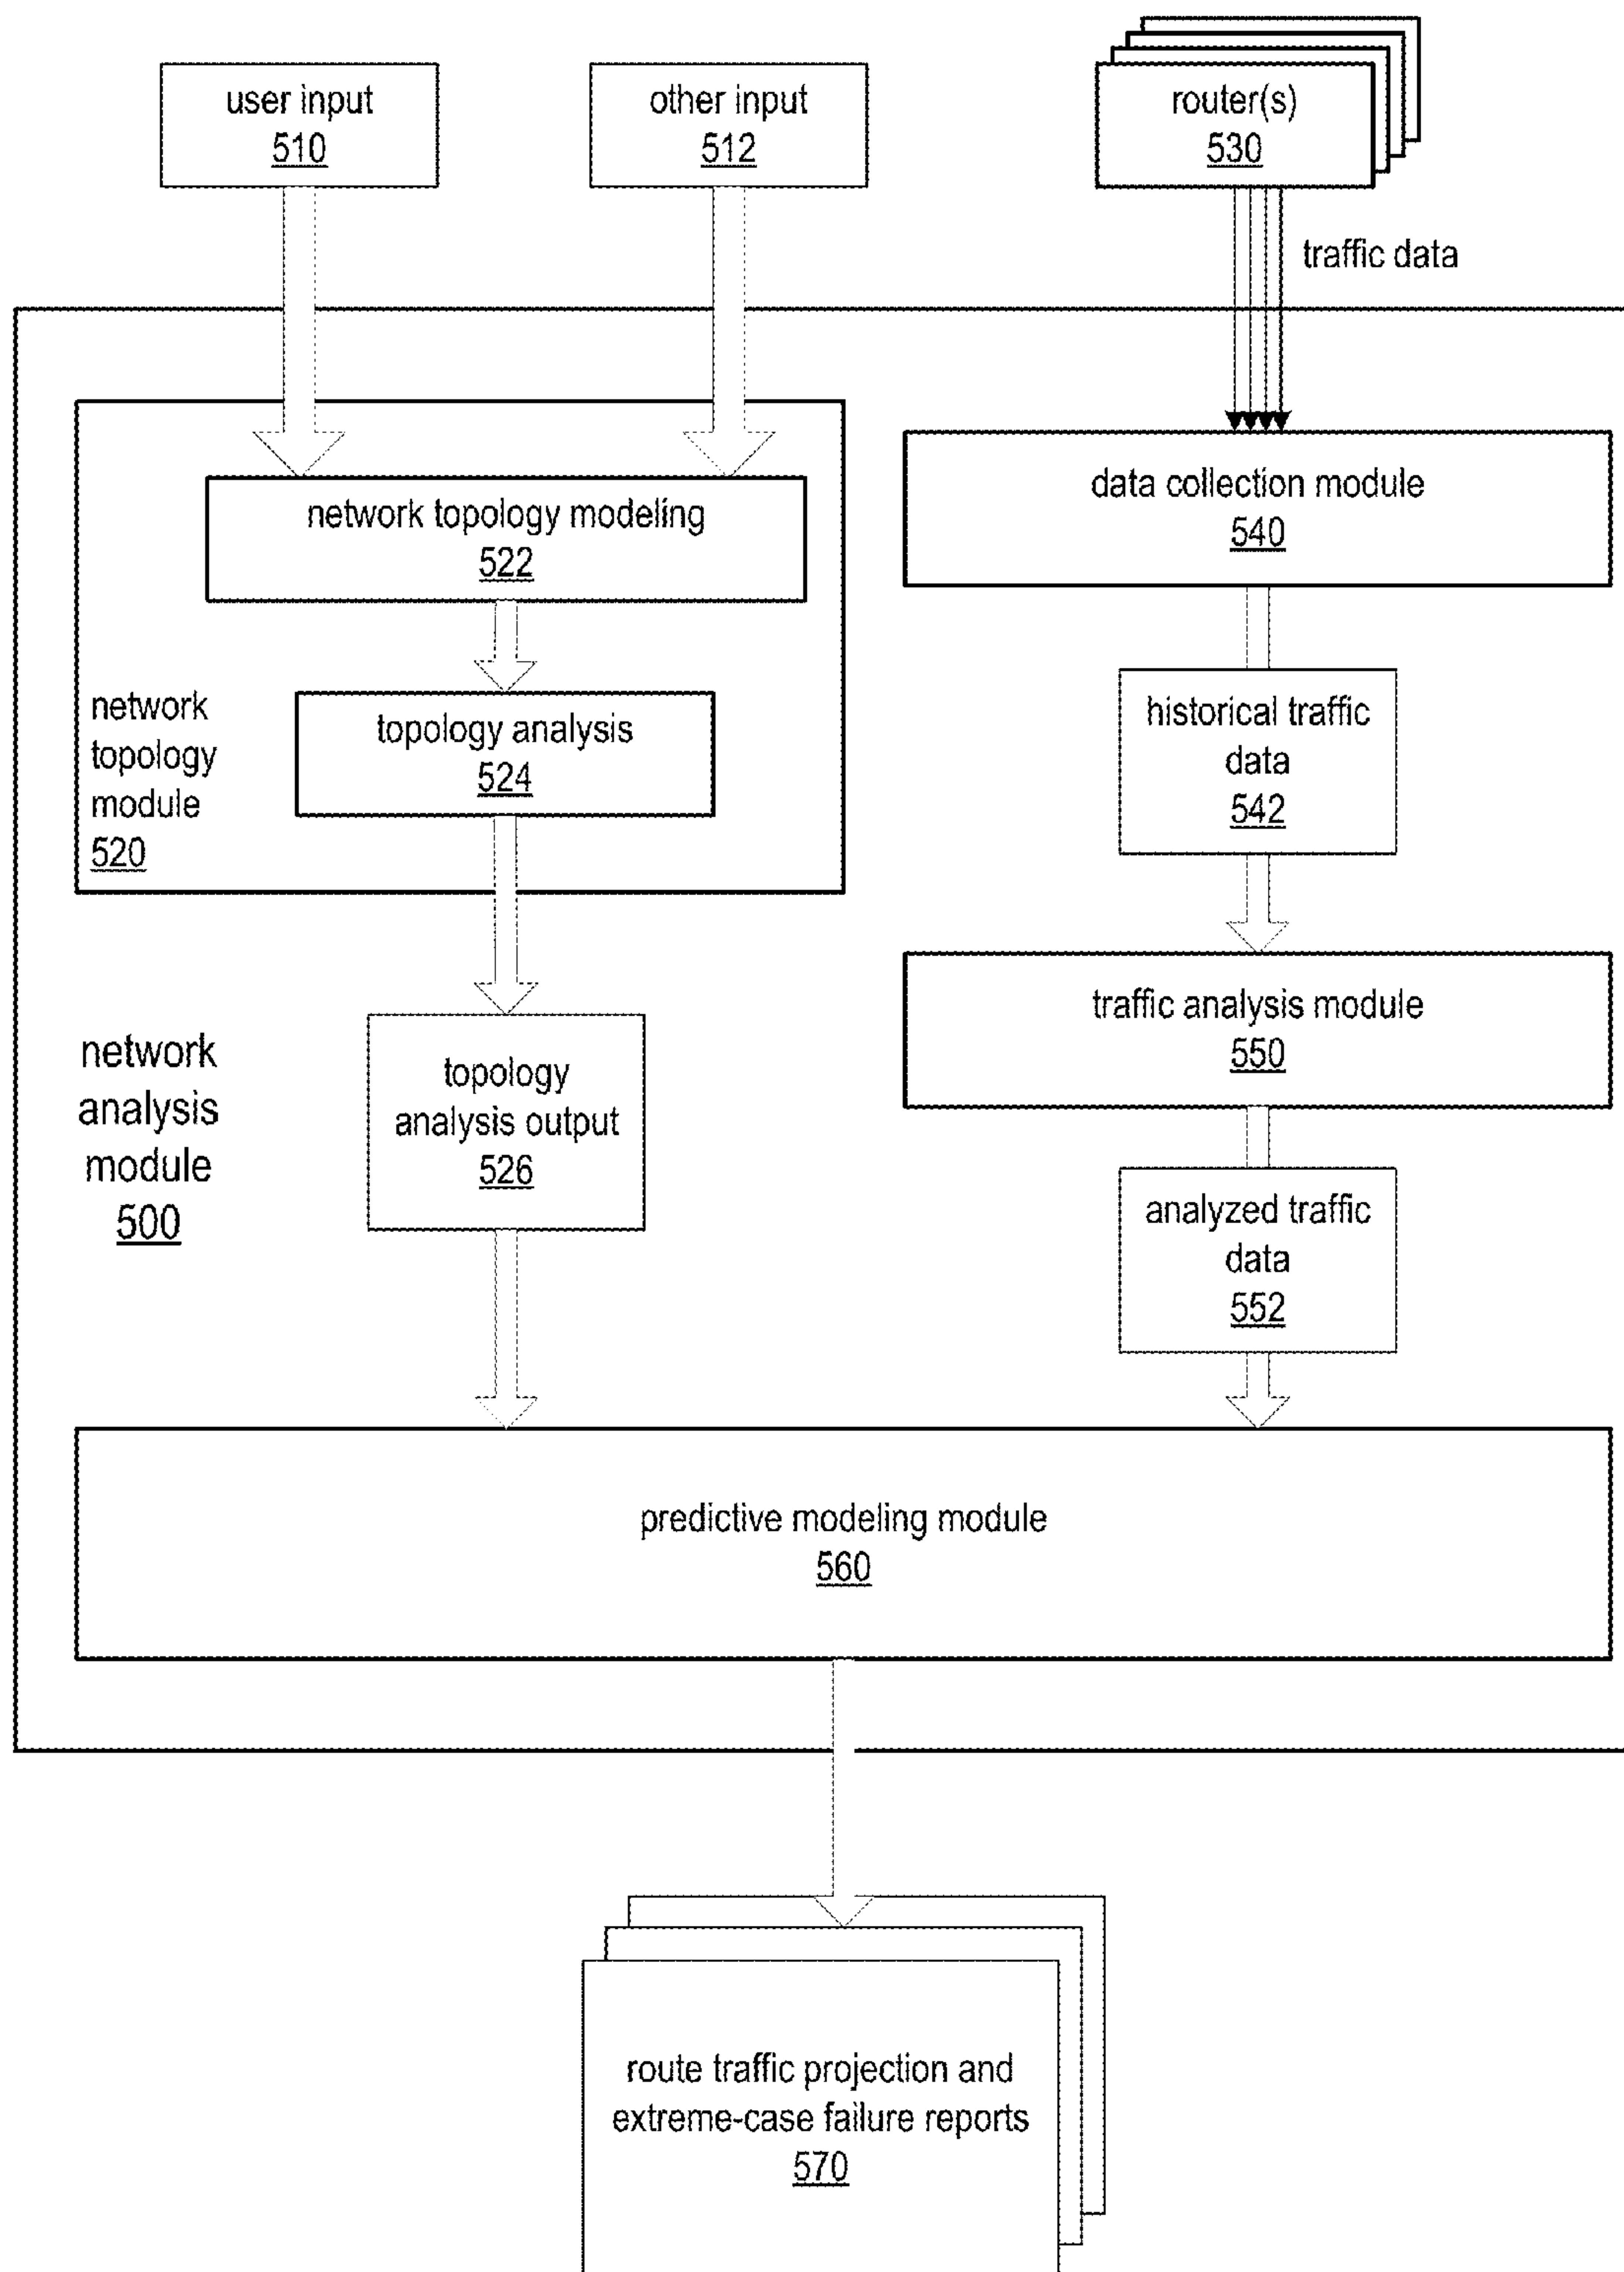 user input
510
other input
512
router(s)
530
traffic data
network topology modeling
522
data collection module
540
topology analysis
524
network
topology
module
520
historical traffic
data
542
traffic analysis module
550
network
analysis
module
500
topology
analysis output
526
analyzed traffic
data
552
predictive modeling module
560
route traffic projection and
extreme-case failure reports
570